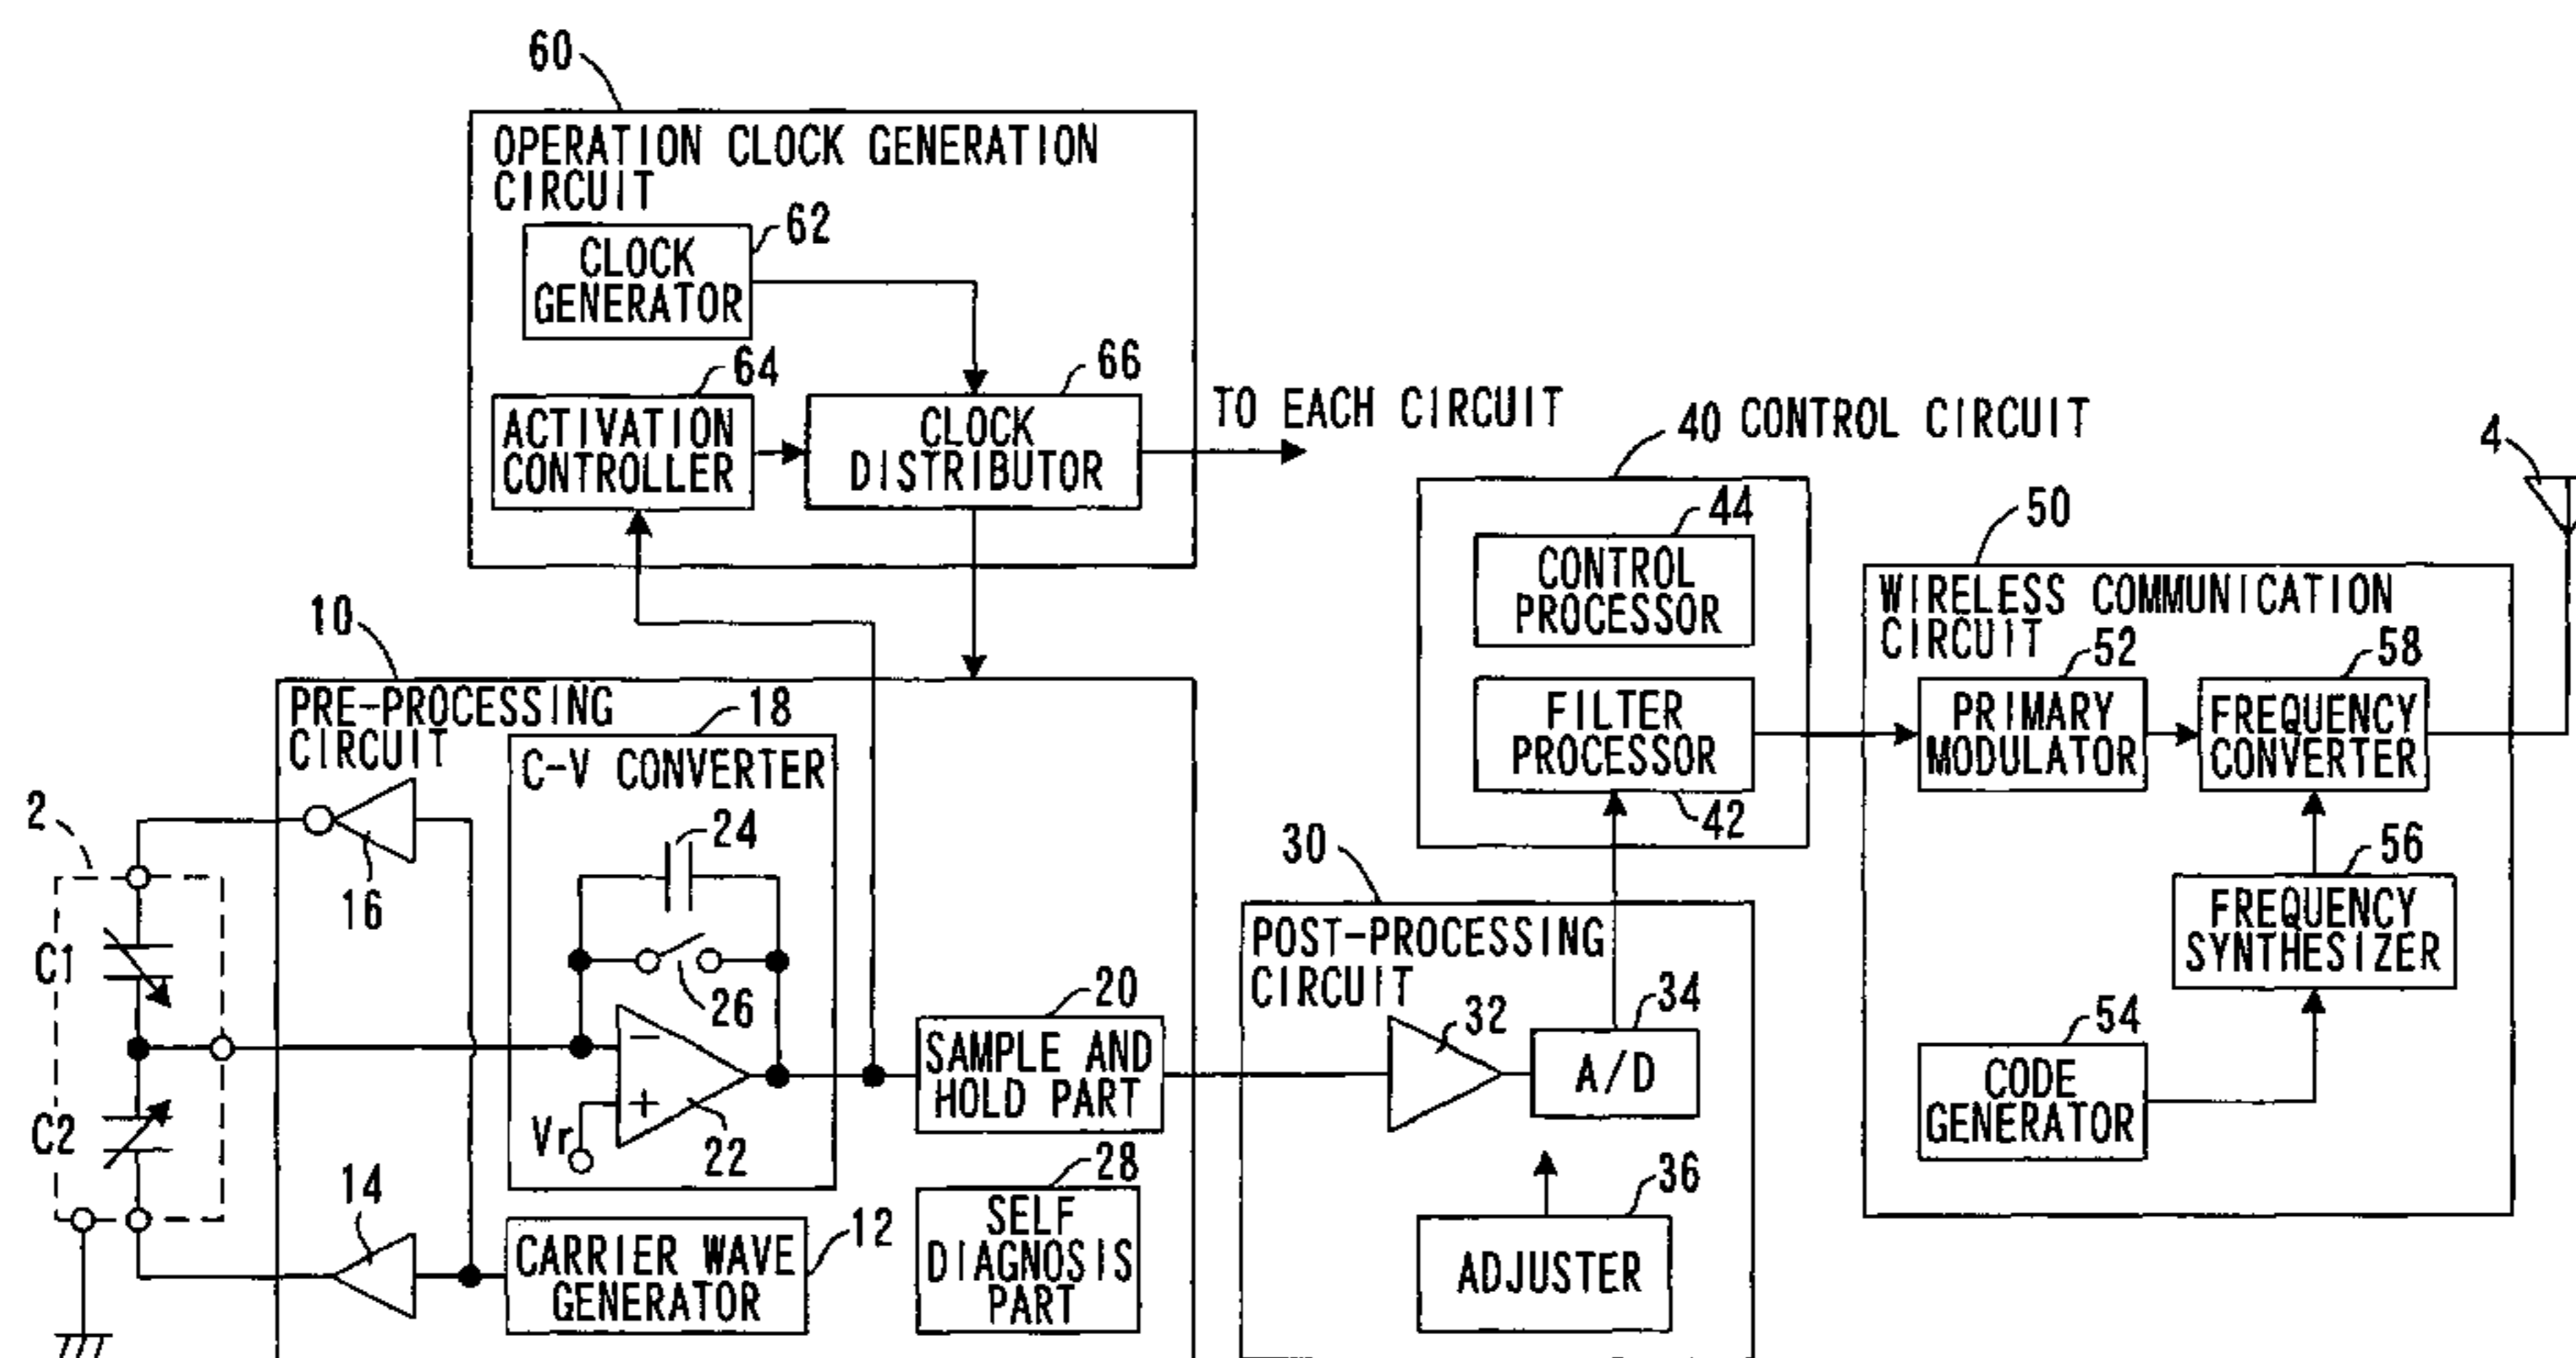 60
OPERATION CLOCK GENERATION
CIRCUIT
62
CLOCK
GENERATOR
64
ACTIVATION
CONTROLLER
66
CLOCK
DISTRIBUTOR
TO EACH CIRCUIT
40 CONTROL CIRCUIT
44
CONTROL
PROCESSOR
FILTER
PROCESSOR
42
4
50
WIRELESS COMMUNICATION
CIRCUIT
52
PRIMARY
MODULATOR
58
FREQUENCY
CONVERTER
56
FREQUENCY
SYNTHESIZER
54
CODE
GENERATOR
10
PRE-PROCESSING
CIRCUIT
18
C-V CONVERTER
24
26
22
Vr
2
C1
C2
16
14
12
CARRIER WAVE
GENERATOR
20
SAMPLE AND
HOLD PART
28
SELF
DIAGNOSIS
PART
30
POST-PROCESSING
CIRCUIT
32
34
A/D
36
ADJUSTER